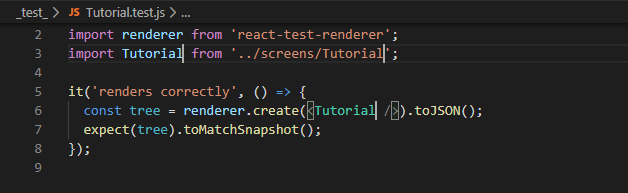 _test_ > JS Tutorial.test.js > ...
2 import renderer from 'react-test-renderer';
3 import Tutorial from '../screens/Tutorial';
4
5 it('renders correctly', () => {
6 const tree = renderer.create(<Tutorial />).toJSON();
7 expect(tree).toMatchSnapshot();
8 });
9